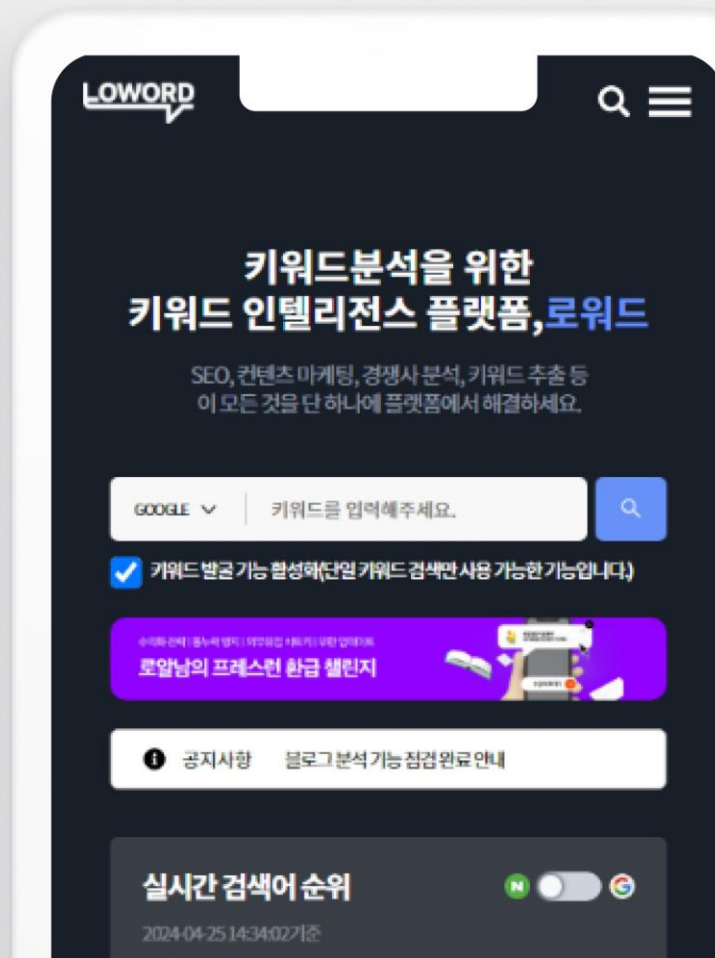 LOWORD
키워드분석을 위한
키워드 인텔리전스 플랫폼,로워드
SEO, 컨텐츠 마케팅, 경쟁사 분석, 키워드 추출 등
이 모든 것을 단 하나에 플랫폼에서 해결하세요.
GOOGLE 키워드를 입력해주세요.
키워드 발굴 기능 활성화(단일 키워드 검색만 사용 가능한 기능입니다.)
로알남의 프레스런 환급 챌린지
공지사항 블로그 분석 기능 점검 완료 안내
실시간 검색어 순위 N G
2024-04-25 14:34:02기준